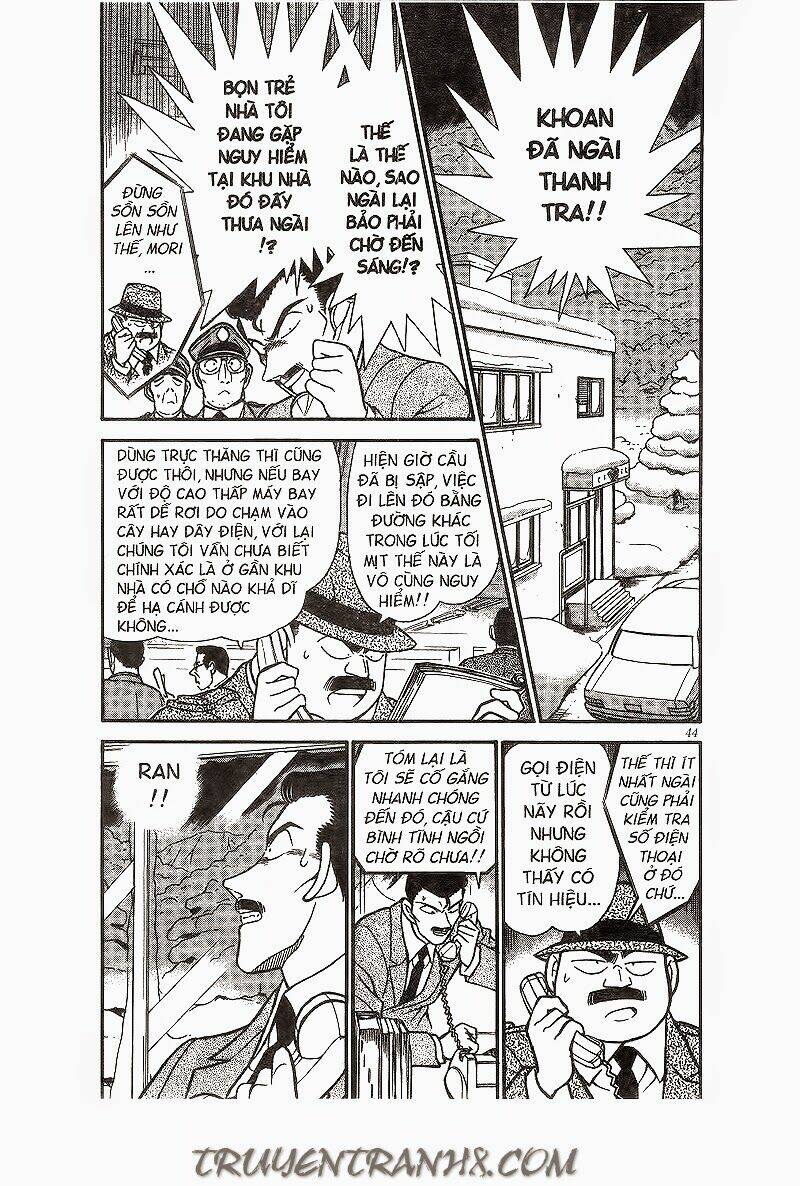 KHOAN
ĐÃ NGÀI
THANH
TRA!!
THẾ
LÀ THẾ
NÀO, SAO
NGÀI LẠI
BẢO PHẢI
CHỜ ĐẾN
SÁNG!?
BỌN TRẺ
NHÀ TÔI
ĐANG GẶP
NGUY HIỂM
TẠI KHU NHÀ
ĐÓ ĐẤY
THƯA NGÀI
!?
ĐỪNG
SỒN SỒN
LÊN NHƯ
THẾ, MORI
...
HIỆN GIỜ CẦU
ĐÃ BỊ SẬP, VIỆC
ĐI LÊN ĐÓ BẰNG
ĐƯỜNG KHÁC
TRONG LÚC TỐI
MỊT THẾ NÀY LÀ
VÔ CÙNG NGUY
HIỂM!!
DÙNG TRỰC THĂNG THÌ CŨNG
ĐƯỢC THÔI, NHƯNG NẾU BAY
VỚI ĐỘ CAO THẤP MÁY BAY
RẤT DỄ RƠI DO CHẠM VÀO
CÂY HAY DÂY ĐIỆN, VỚI LẠI
CHÚNG TÔI VẪN CHƯA BIẾT
CHÍNH XÁC LÀ Ở GẦN KHU
NHÀ CÓ CHỖ NÀO KHẢ DĨ
ĐỂ HẠ CÁNH ĐƯỢC
KHÔNG...
44
THẾ THÌ ÍT
NHẤT NGÀI
CŨNG PHẢI
KIỂM TRA
SỐ ĐIỆN
THOẠI
Ở ĐÓ
CHỨ...
GỌI ĐIỆN
TỪ LÚC
NÃY RỒI
NHƯNG
KHÔNG
THẤY CÓ
TÍN HIỆU...
TÓM LẠI LÀ
TÔI SẼ CỐ GẮNG
NHANH CHÓNG
ĐẾN ĐÓ, CẬU CỨ
BÌNH TĨNH NGỒI
CHỜ RÕ CHƯA!!
RAN
!!
TRUYENTRANH8.COM